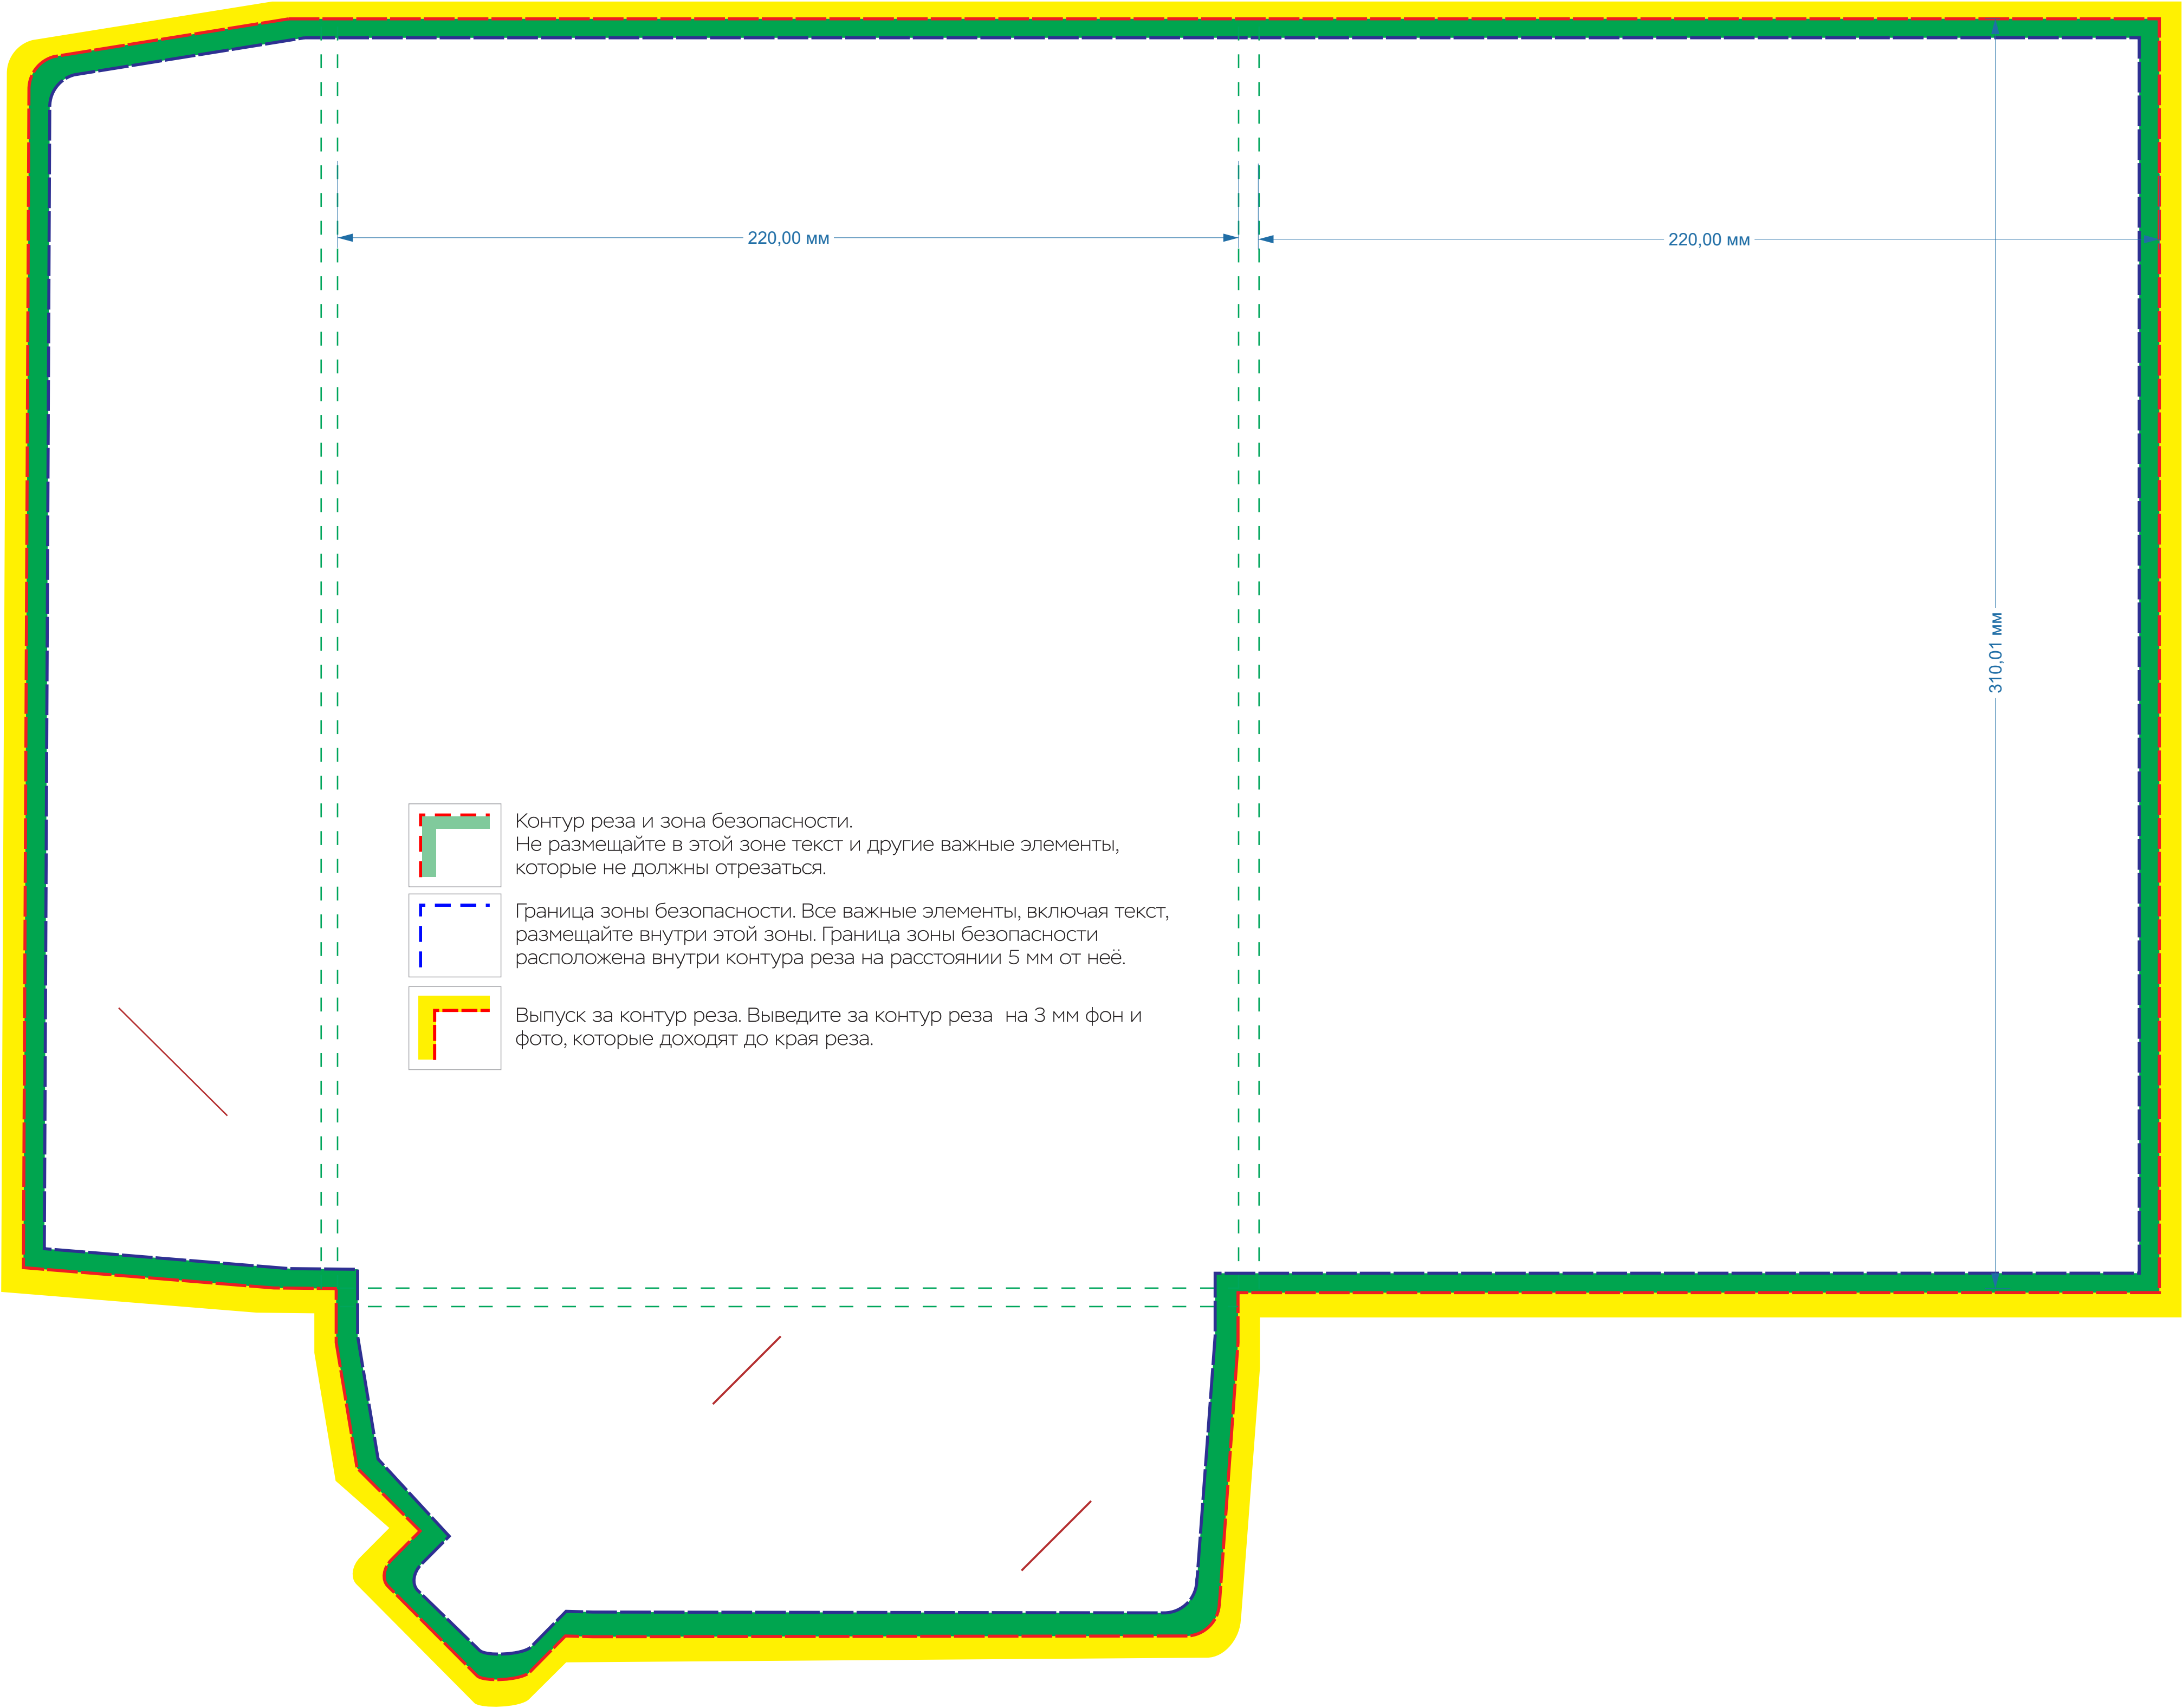 220,00 мм
220,00 мм
310,01 мм
Контур реза и зона безопасности.
Не размещайте в этой зоне текст и другие важные элементы,
которые не должны отрезаться.
Граница зоны безопасности. Все важные элементы, включая текст,
размещайте внутри этой зоны. Граница зоны безопасности
расположена внутри контура реза на расстоянии 5 мм от неё.
Выпуск за контур реза. Выведите за контур реза  на 3 мм фон и
фото, которые доходят до края реза.